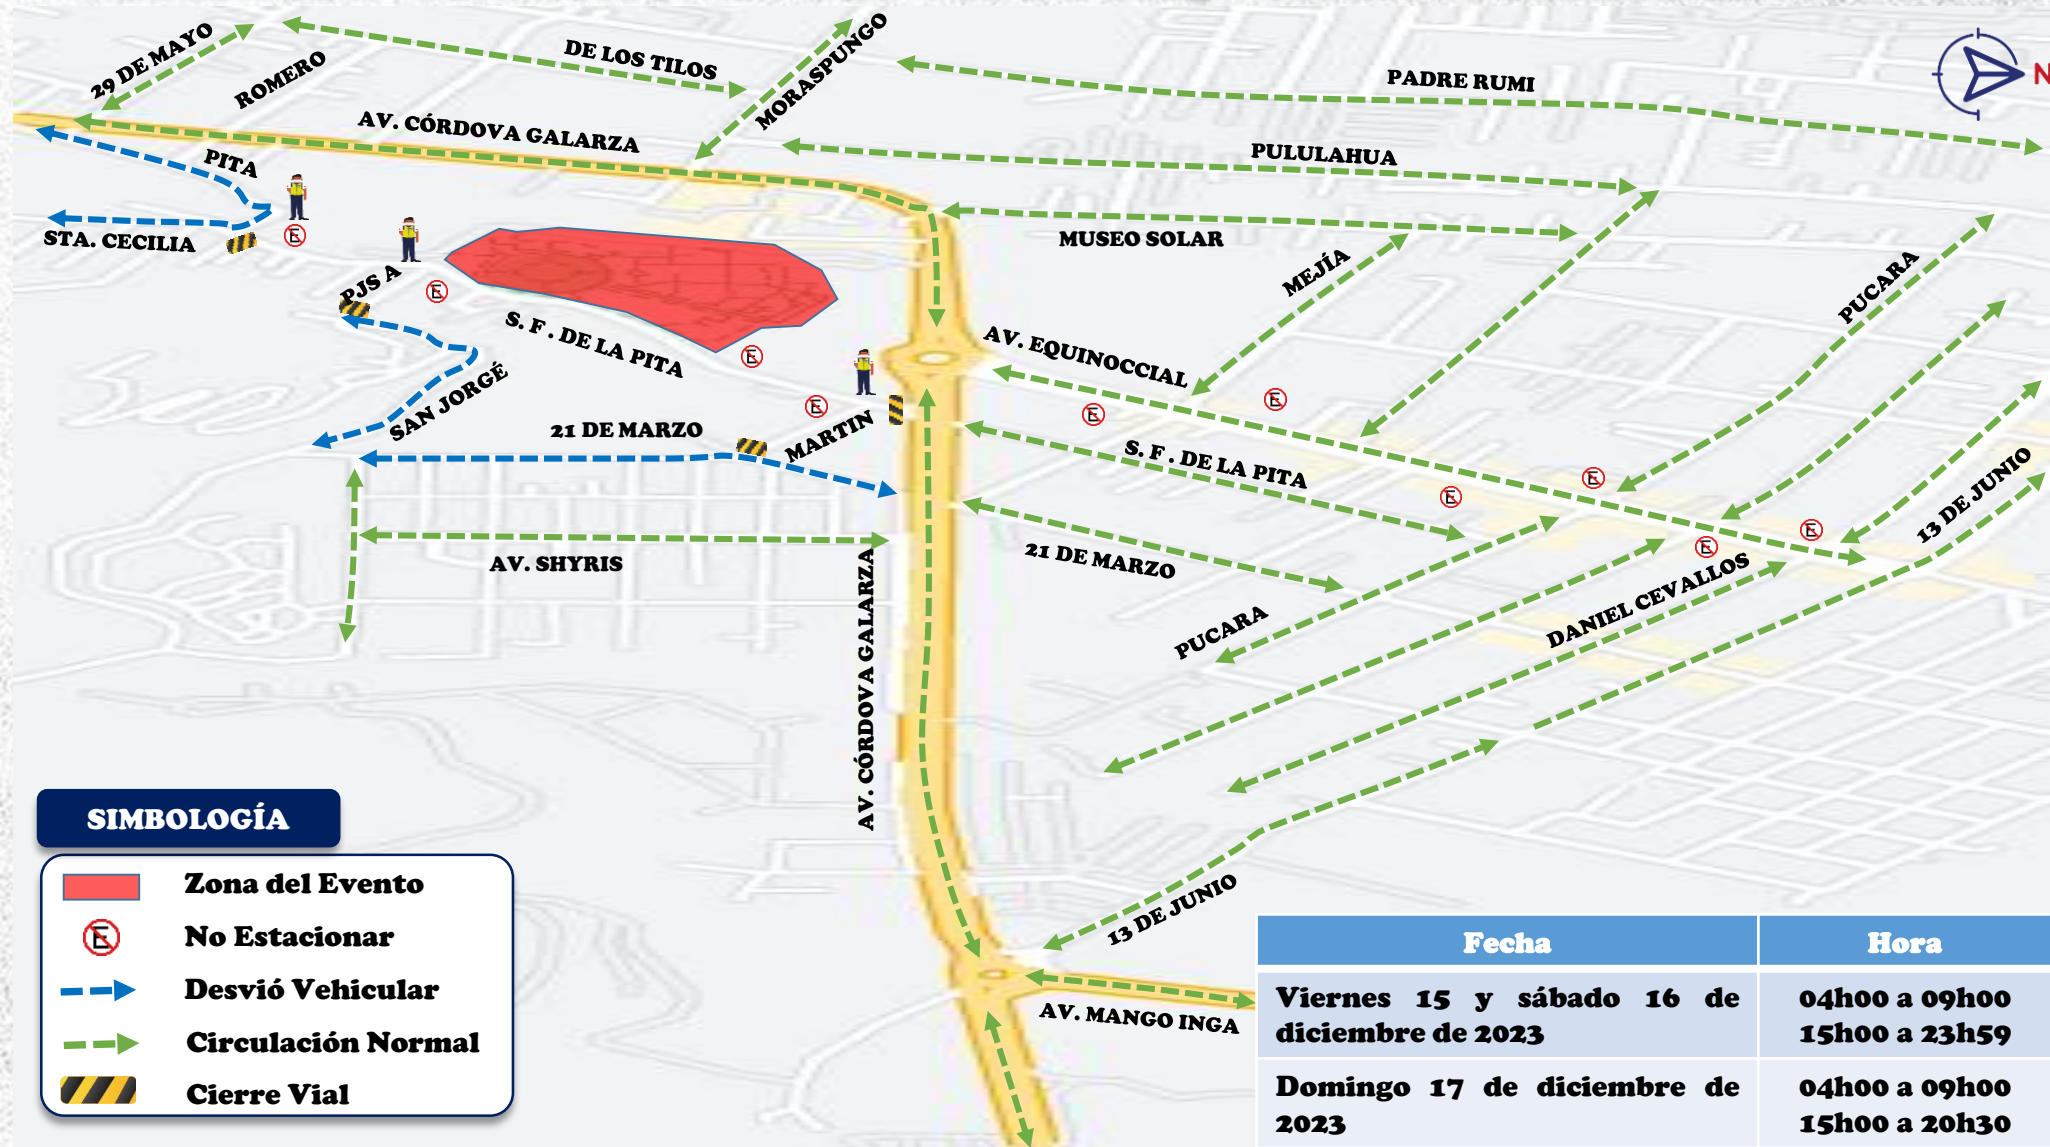 29 DE MAYO
ROMERO
DE LOS TILOS
MORASPUNGO
PADRE RUMI
N
AV. CÓRDOVA GALARZA
PITA
PULULAHUA
STA. CECILIA
MUSEO SOLAR
MEJÍA
PUCARA
PJS A
S. F. DE LA PITA
AV. EQUINOCCIAL
SAN JORGÉ
21 DE MARZO
MARTIN
S. F. DE LA PITA
13 DE JUNIO
AV. SHYRIS
21 DE MARZO
AV. CÓRDOVA GALARZA
PUCARA
DANIEL CEVALLOS
13 DE JUNIO
AV. MANGO INGA
SIMBOLOGÍA
Zona del Evento
E No Estacionar
Desvió Vehicular
Circulación Normal
Cierre Vial
Fecha Hora
Viernes 15 y sábado 16 de 04h00 a 09h00
diciembre de 2023 15h00 a 23h59
Domingo 17 de diciembre de 04h00 a 09h00
2023 15h00 a 20h30
E
E
E
E
E
E
E
E
E
E